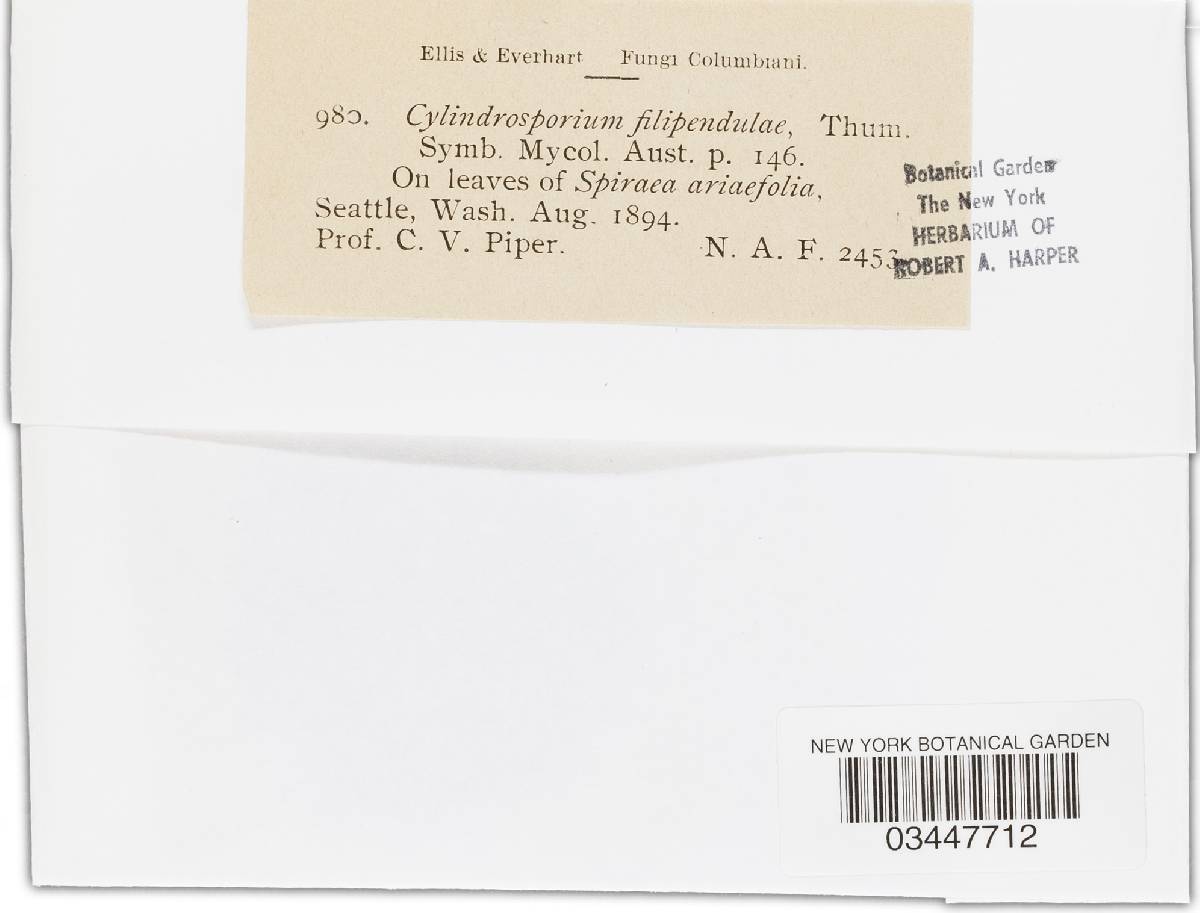 Ellis & Everhart Fungi Columbiani.
980. Cylindrosporium filipendulae, Thum.
Symb. Mycol. Aust. p. 146.
On leaves of Spiraea ariaefolia,
Seattle, Wash. Aug. 1894.
Prof. C. V. Piper. N. A. F. 2453
Botanical Garden
The New York
HERBARIUM OF
ROBERT A. HARPER
NEW YORK BOTANICAL GARDEN
03447712